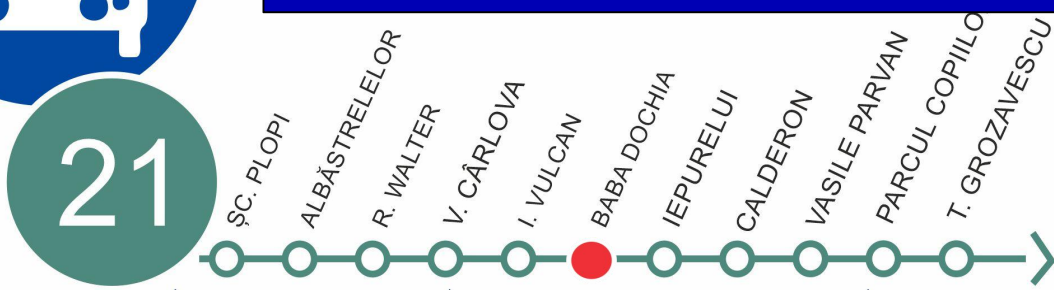 21
ȘC. PLOPI
ALBĂSTRELELOR
R. WALTER
V. CÂRLOVA
I. VULCAN
BABA DOCHIA
IEPURELUI
CALDERON
VASILE PARVAN
PARCUL COPIILO
T. GROZAVESCU